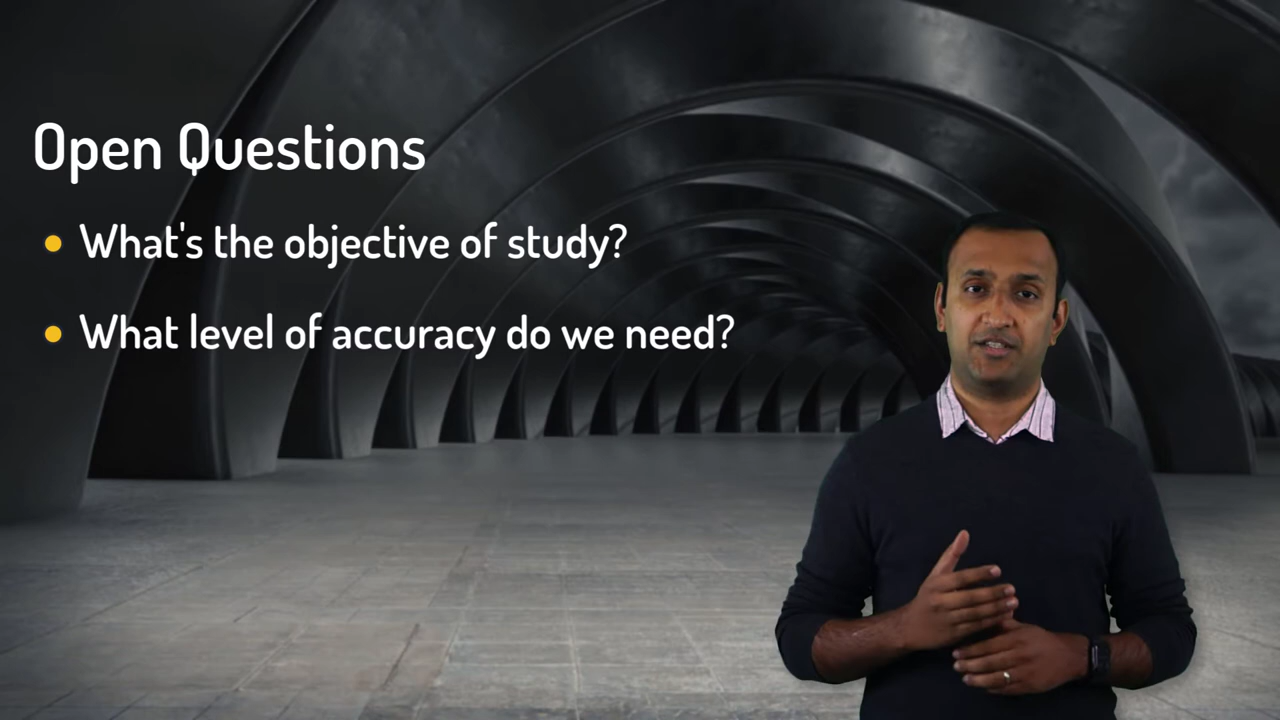 Open Questions
What's the objective of study?
What level of accuracy do we need?